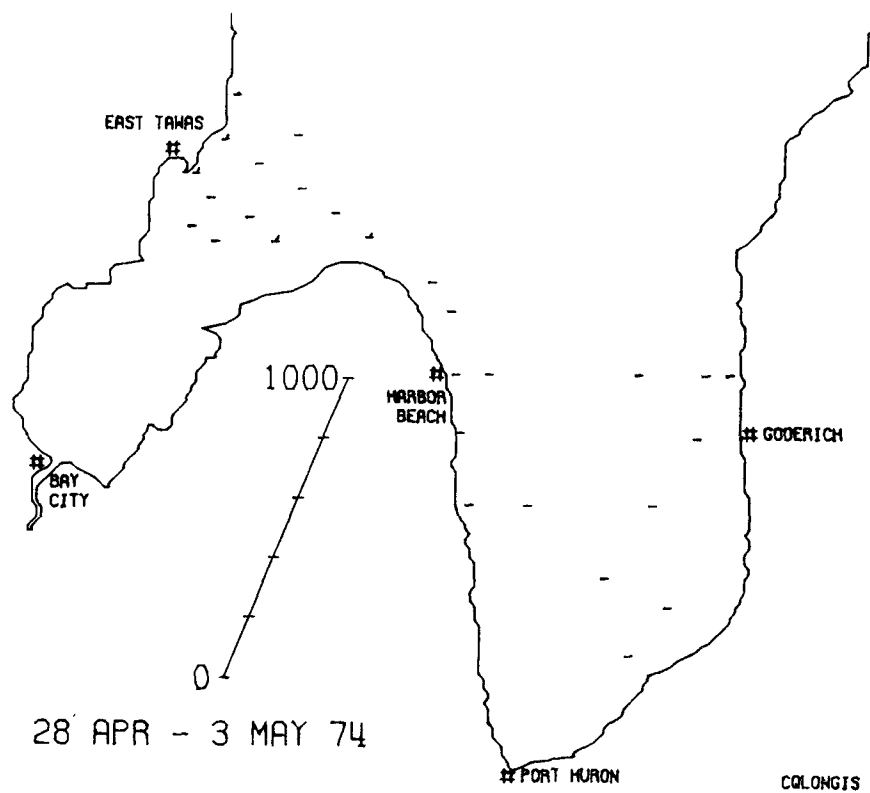 EAST TAWAS
#
1000
#
HARBOR
BEACH
# GODERICH
#
BAY
CITY
0
28 APR - 3 MAY 74
# PORT HURON
CQLONGIS